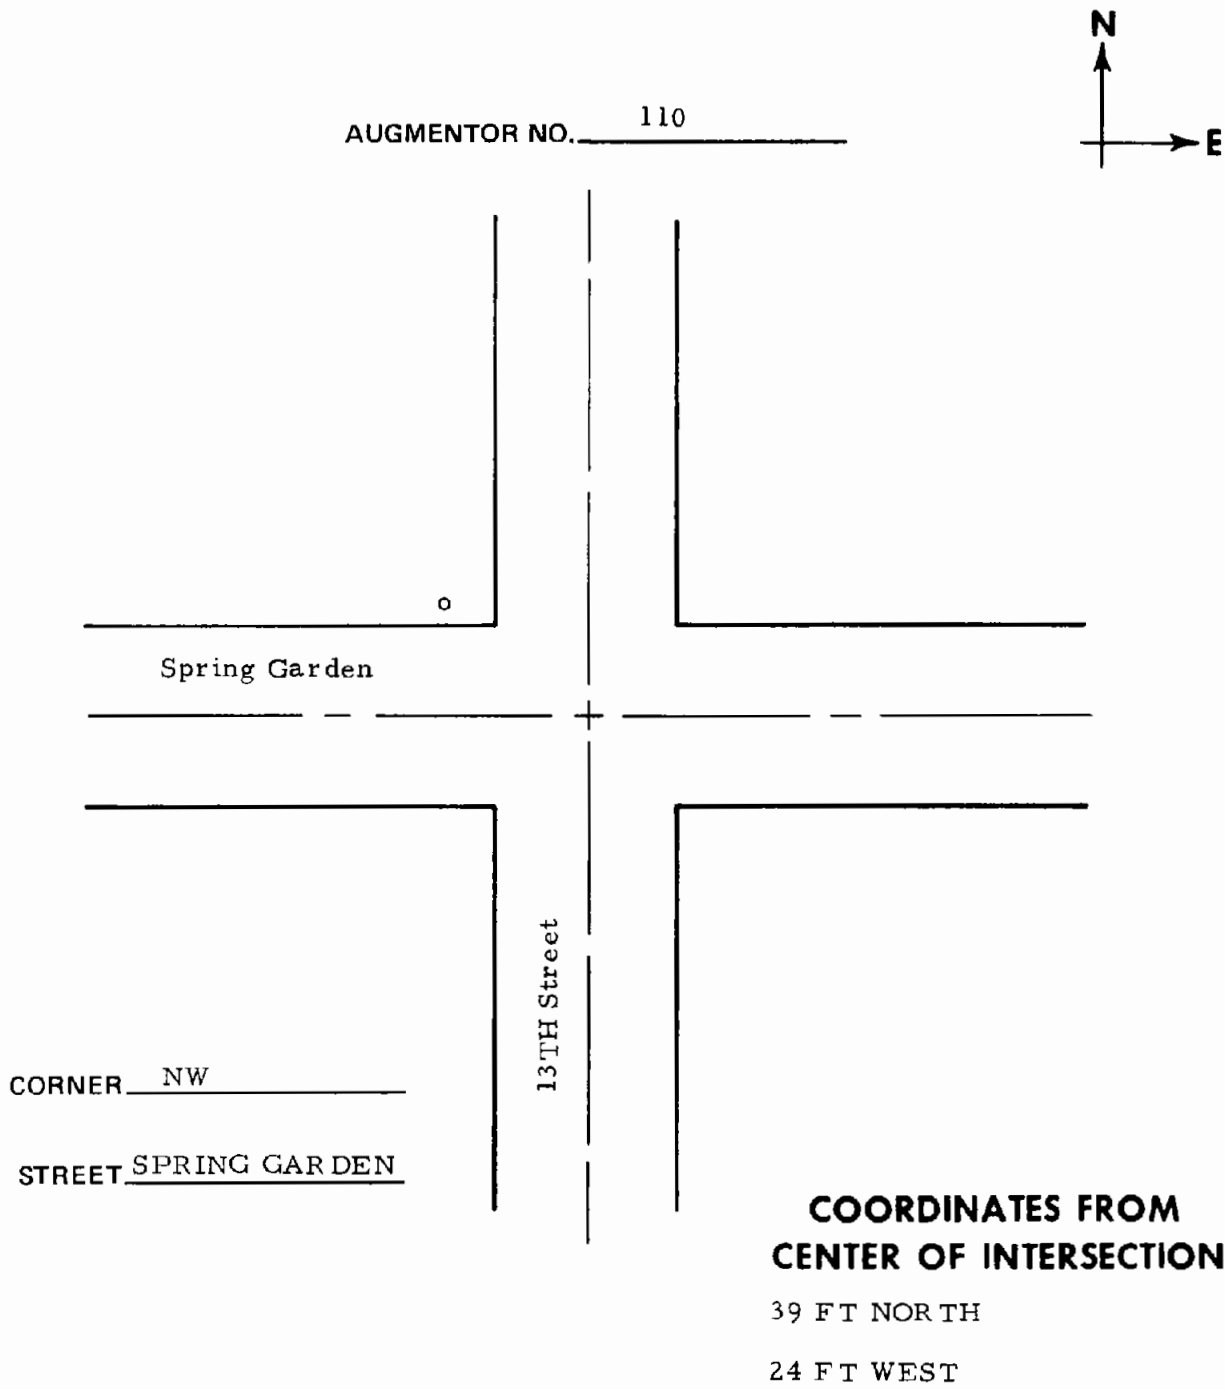 N
AUGMENTOR NO. 110
E
Spring Garden
13TH Street
CORNER NW
STREET SPRING GARDEN
COORDINATES FROM
CENTER OF INTERSECTION
39 FT NORTH
24 FT WEST